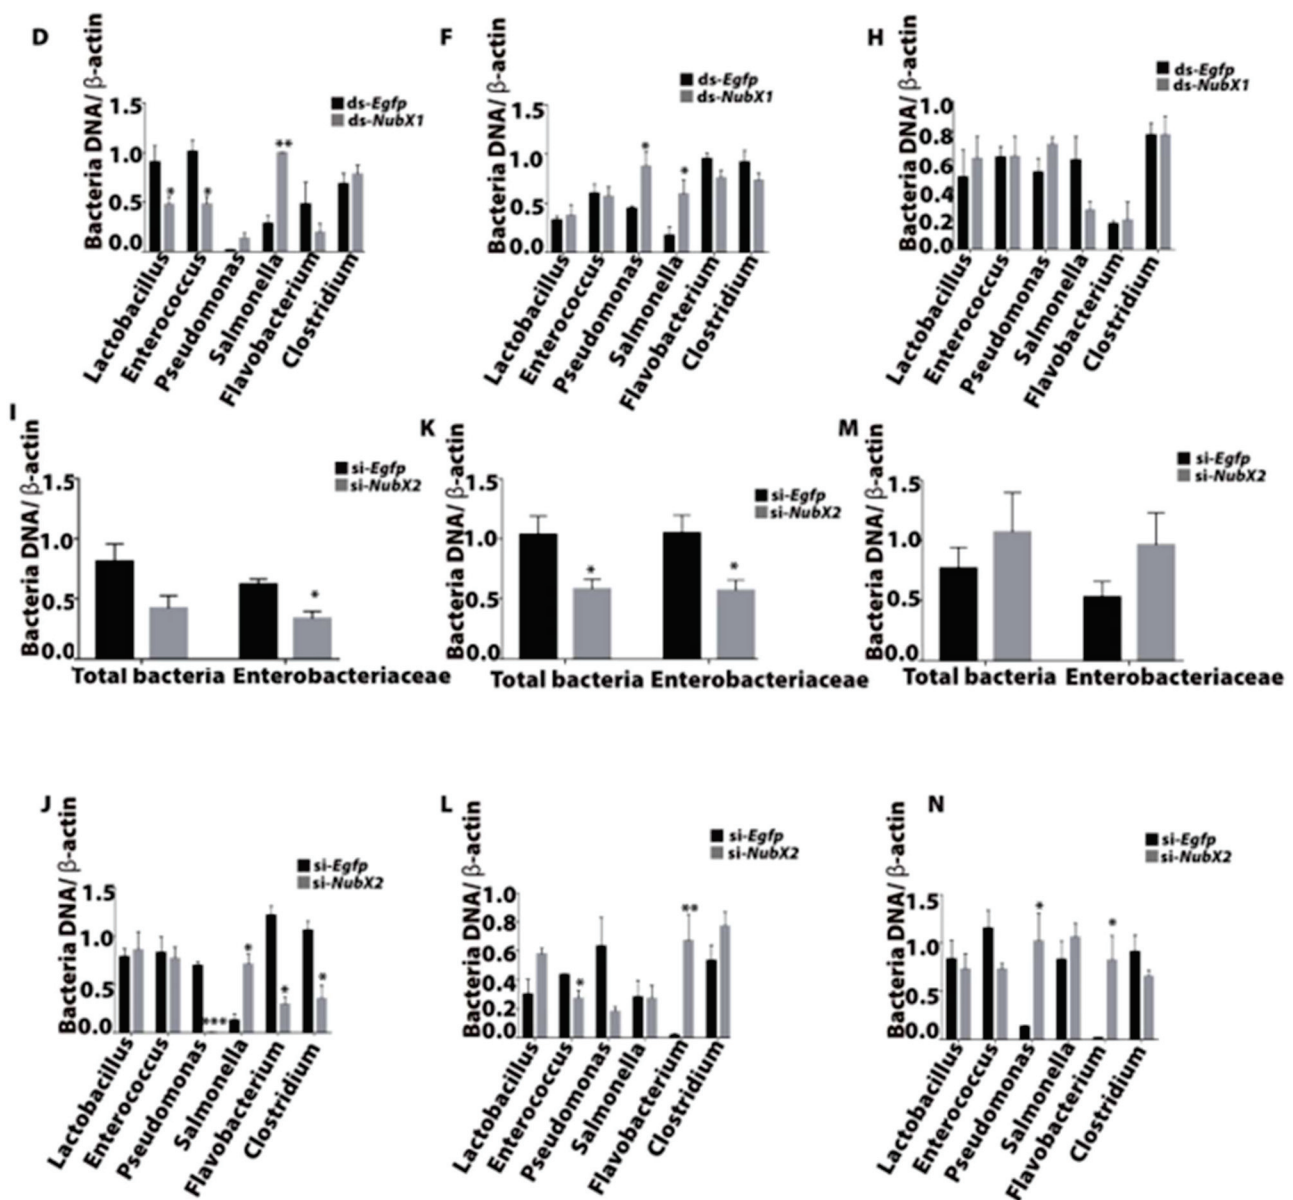 D
Bacteria DNA/ β-actin
ds-Egfp
ds-NubX1
1.5
1.0
0.5
0.0
Lactobacillus
Enterococcus
Pseudomonas
Salmonella
Flavobacterium
Clostridium
*
*
**
F
Bacteria DNA/ β-actin
ds-Egfp
ds-NubX1
1.5
1.0
0.5
0.0
Lactobacillus
Enterococcus
Pseudomonas
Salmonella
Flavobacterium
Clostridium
*
*
H
Bacteria DNA/ β-actin
ds-Egfp
ds-NubX1
1.0
0.8
0.6
0.4
0.2
0.0
Lactobacillus
Enterococcus
Pseudomonas
Salmonella
Flavobacterium
Clostridium
I
Bacteria DNA/ β-actin
si-Egfp
si-NubX2
1.5
1.0
0.5
0.0
*
Total bacteria Enterobacteriaceae
K
Bacteria DNA/ β-actin
si-Egfp
si-NubX2
1.5
1.0
0.5
0.0
*
*
Total bacteria Enterobacteriaceae
M
Bacteria DNA/ β-actin
si-Egfp
si-NubX2
1.5
1.0
0.5
0.0
Total bacteria Enterobacteriaceae
J
Bacteria DNA/ β-actin
si-Egfp
si-NubX2
1.5
1.0
0.5
0.0
***
*
*
*
Lactobacillus
Enterococcus
Pseudomonas
Salmonella
Flavobacterium
Clostridium
L
Bacteria DNA/ β-actin
si-Egfp
si-NubX2
1.0
0.8
0.6
0.4
0.2
0.0
*
**
Lactobacillus
Enterococcus
Pseudomonas
Salmonella
Flavobacterium
Clostridium
N
Bacteria DNA/ β-actin
si-Egfp
si-NubX2
1.5
1.0
0.5
0.0
*
*
Lactobacillus
Enterococcus
Pseudomonas
Salmonella
Flavobacterium
Clostridium